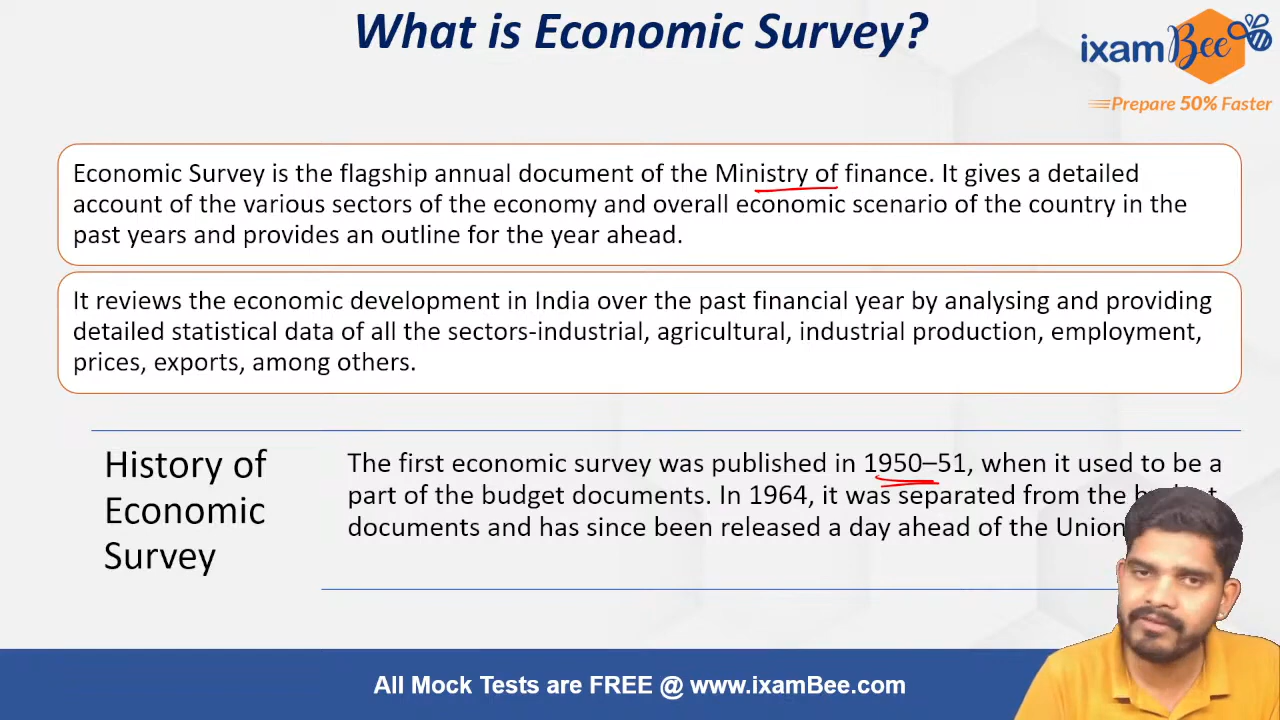 What is Economic Survey?
ixamBee
Prepare 50% Faster
Economic Survey is the flagship annual document of the Ministry of finance. It gives a detailed
account of the various sectors of the economy and overall economic scenario of the country in the
past years and provides an outline for the year ahead.
It reviews the economic development in India over the past financial year by analysing and providing
detailed statistical data of all the sectors-industrial, agricultural, industrial production, employment,
prices, exports, among others.
History of
Economic
Survey
The first economic survey was published in 1950–51, when it used to be a
part of the budget documents. In 1964, it was separated from the
documents and has since been released a day ahead of the Union
All Mock Tests are FREE @ www.ixamBee.com